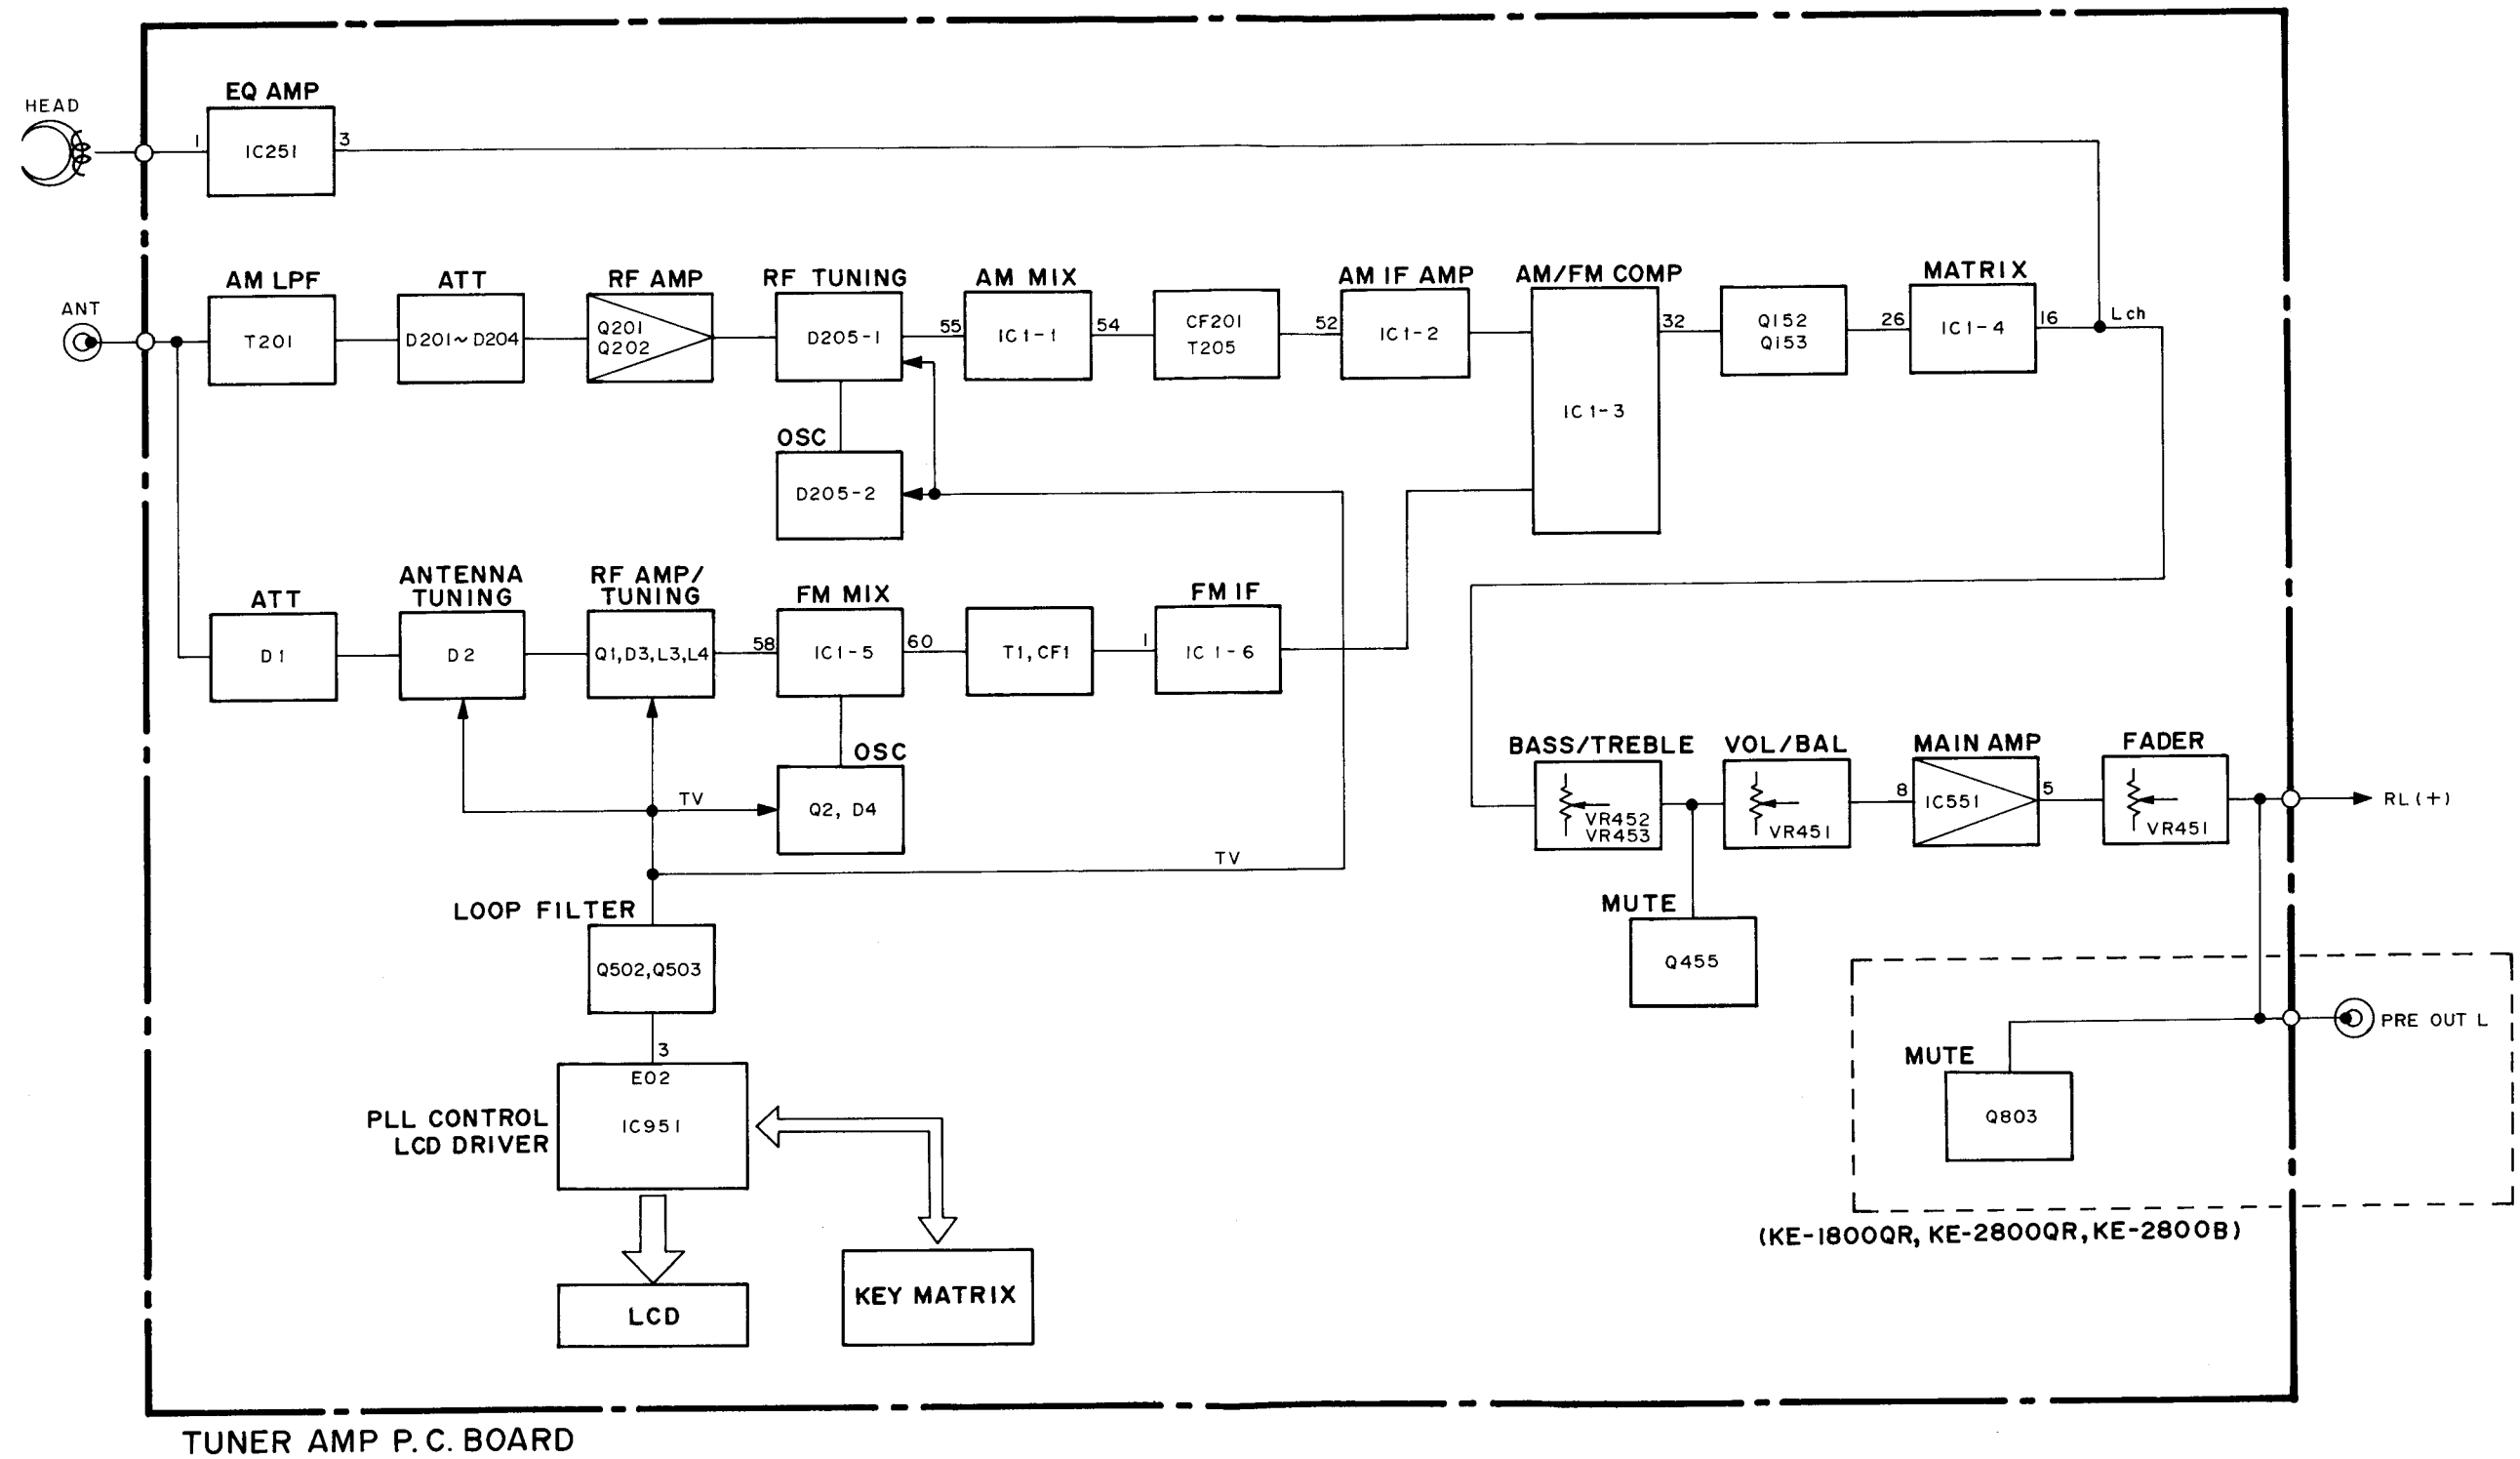 EQ AMP
HEAD
1
IC251
3
ANT
AM LPF
T201
ATT
D201~D204
RF AMP
Q201
Q202
RF TUNING
D205-1
55
AM MIX
IC1-1
54
CF201
T205
52
AM IF AMP
IC1-2
AM/FM COMP
IC1-3
32
Q152
Q153
26
MATRIX
IC1-4
16
Lch
OSC
D205-2
ATT
D1
ANTENNA
TUNING
D2
RF AMP/
TUNING
Q1,D3,L3,L4
58
FM MIX
IC1-5
60
T1,CF1
1
FM IF
IC1-6
OSC
Q2, D4
TV
TV
BASS/TREBLE
VR452
VR453
VOL/BAL
VR451
8
MAIN AMP
IC551
5
FADER
VR451
RL(+)
MUTE
Q455
LOOP FILTER
Q502,Q503
3
EO2
IC951
PLL CONTROL
LCD DRIVER
LCD
KEY MATRIX
MUTE
Q803
PRE OUT L
(KE-1800QR, KE-2800QR, KE-2800B)
TUNER AMP P.C. BOARD